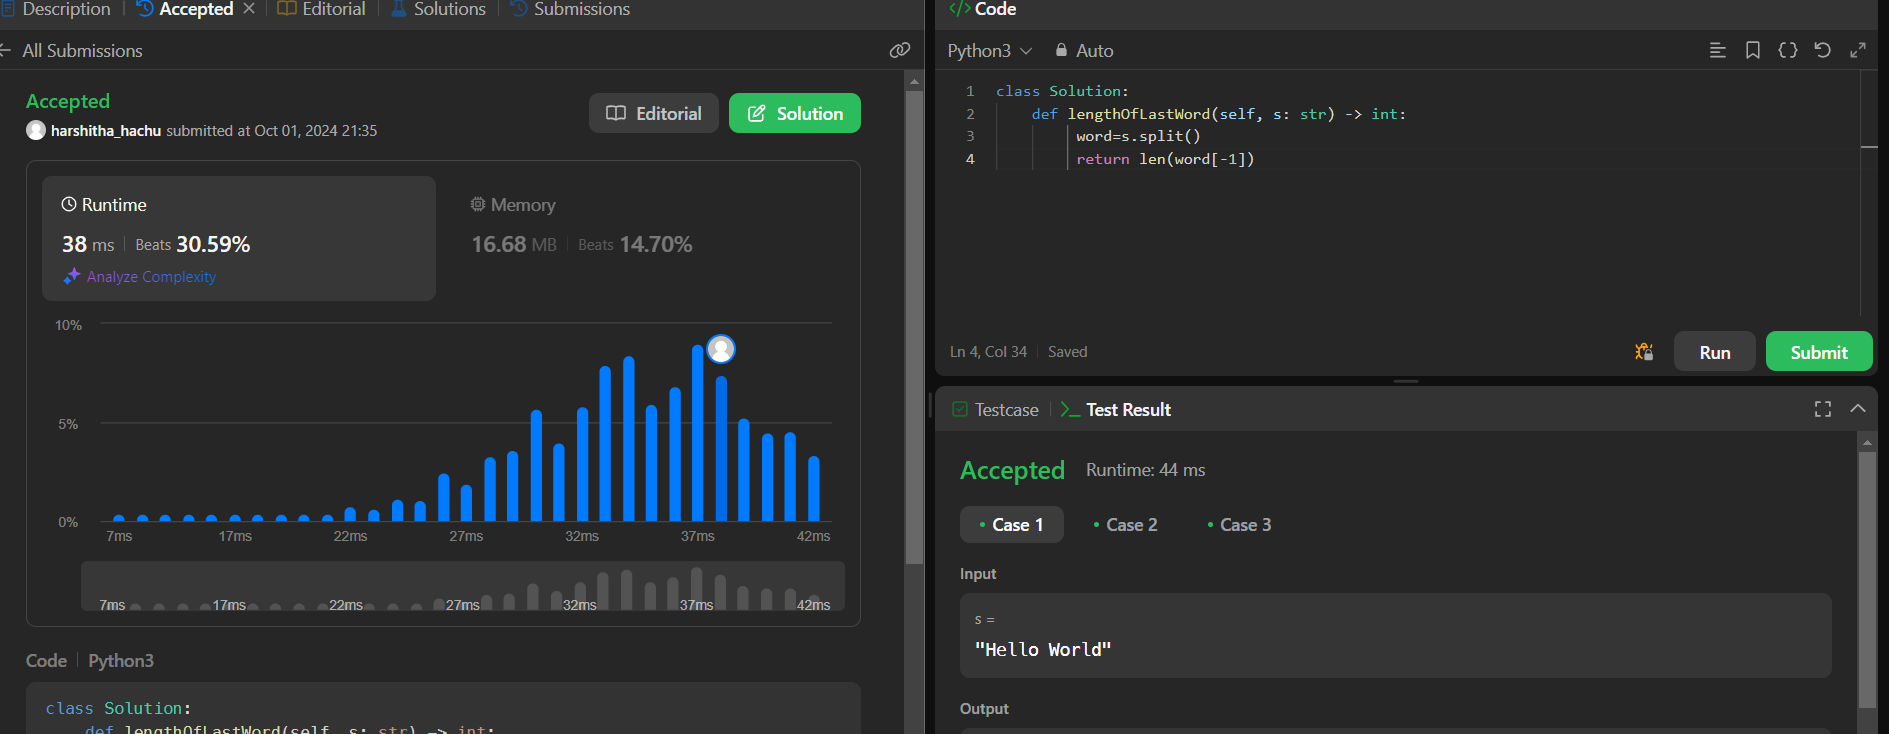 Description
Accepted
Editorial
Solutions
Submissions
All Submissions
Accepted
harshitha_hachu submitted at Oct 01, 2024 21:35
Editorial
Solution
Runtime
38 ms
Beats 30.59%
Analyze Complexity
Memory
16.68 MB
Beats 14.70%
10%
5%
0%
7ms 17ms 22ms 27ms 32ms 37ms 42ms
7ms 17ms 22ms 27ms 32ms 37ms 42ms
Code
Python3
class Solution:
def lengthOfLastWord(self, s: str) -> int:
</> Code
Python3
Auto
1 class Solution:
2 def lengthOfLastWord(self, s: str) -> int:
3 word=s.split()
4 return len(word[-1])
Ln 4, Col 34
Saved
Run
Submit
Testcase
>_ Test Result
Accepted
Runtime: 44 ms
• Case 1
• Case 2
• Case 3
Input
s =
"Hello World"
Output